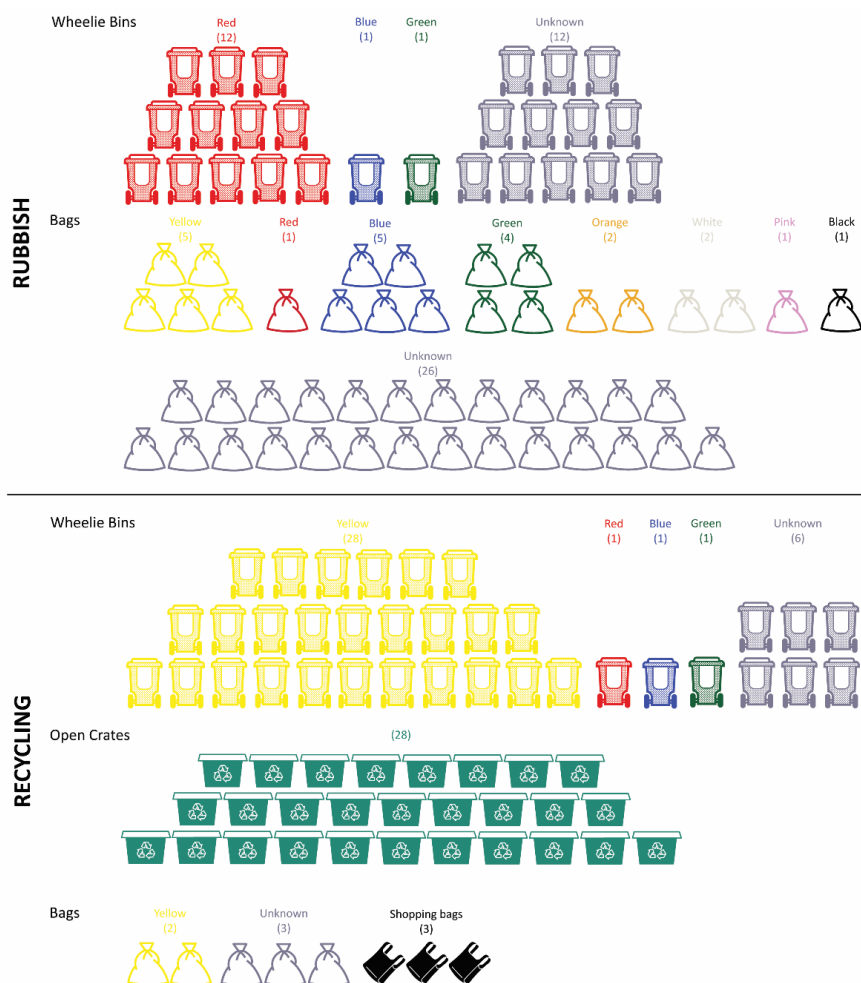 RUBBISH
Wheelie Bins
Red
(12)
Blue
(1)
Green
(1)
Unknown
(12)
Bags
Yellow
(5)
Red
(1)
Blue
(5)
Green
(4)
Orange
(2)
White
(2)
Pink
(1)
Black
(1)
Unknown
(26)
RECYCLING
Wheelie Bins
Yellow
(28)
Red
(1)
Blue
(1)
Green
(1)
Unknown
(6)
Open Crates
(28)
Bags
Yellow
(2)
Unknown
(3)
Shopping bags
(3)